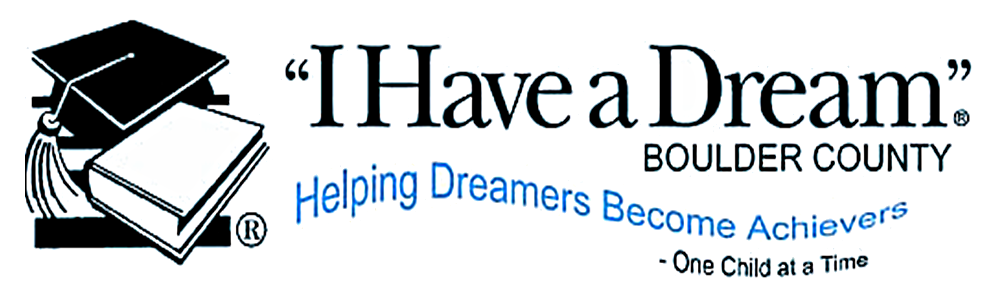 “I Have a Dream”®
BOULDER COUNTY
Helping Dreamers Become Achievers
- One Child at a Time
®